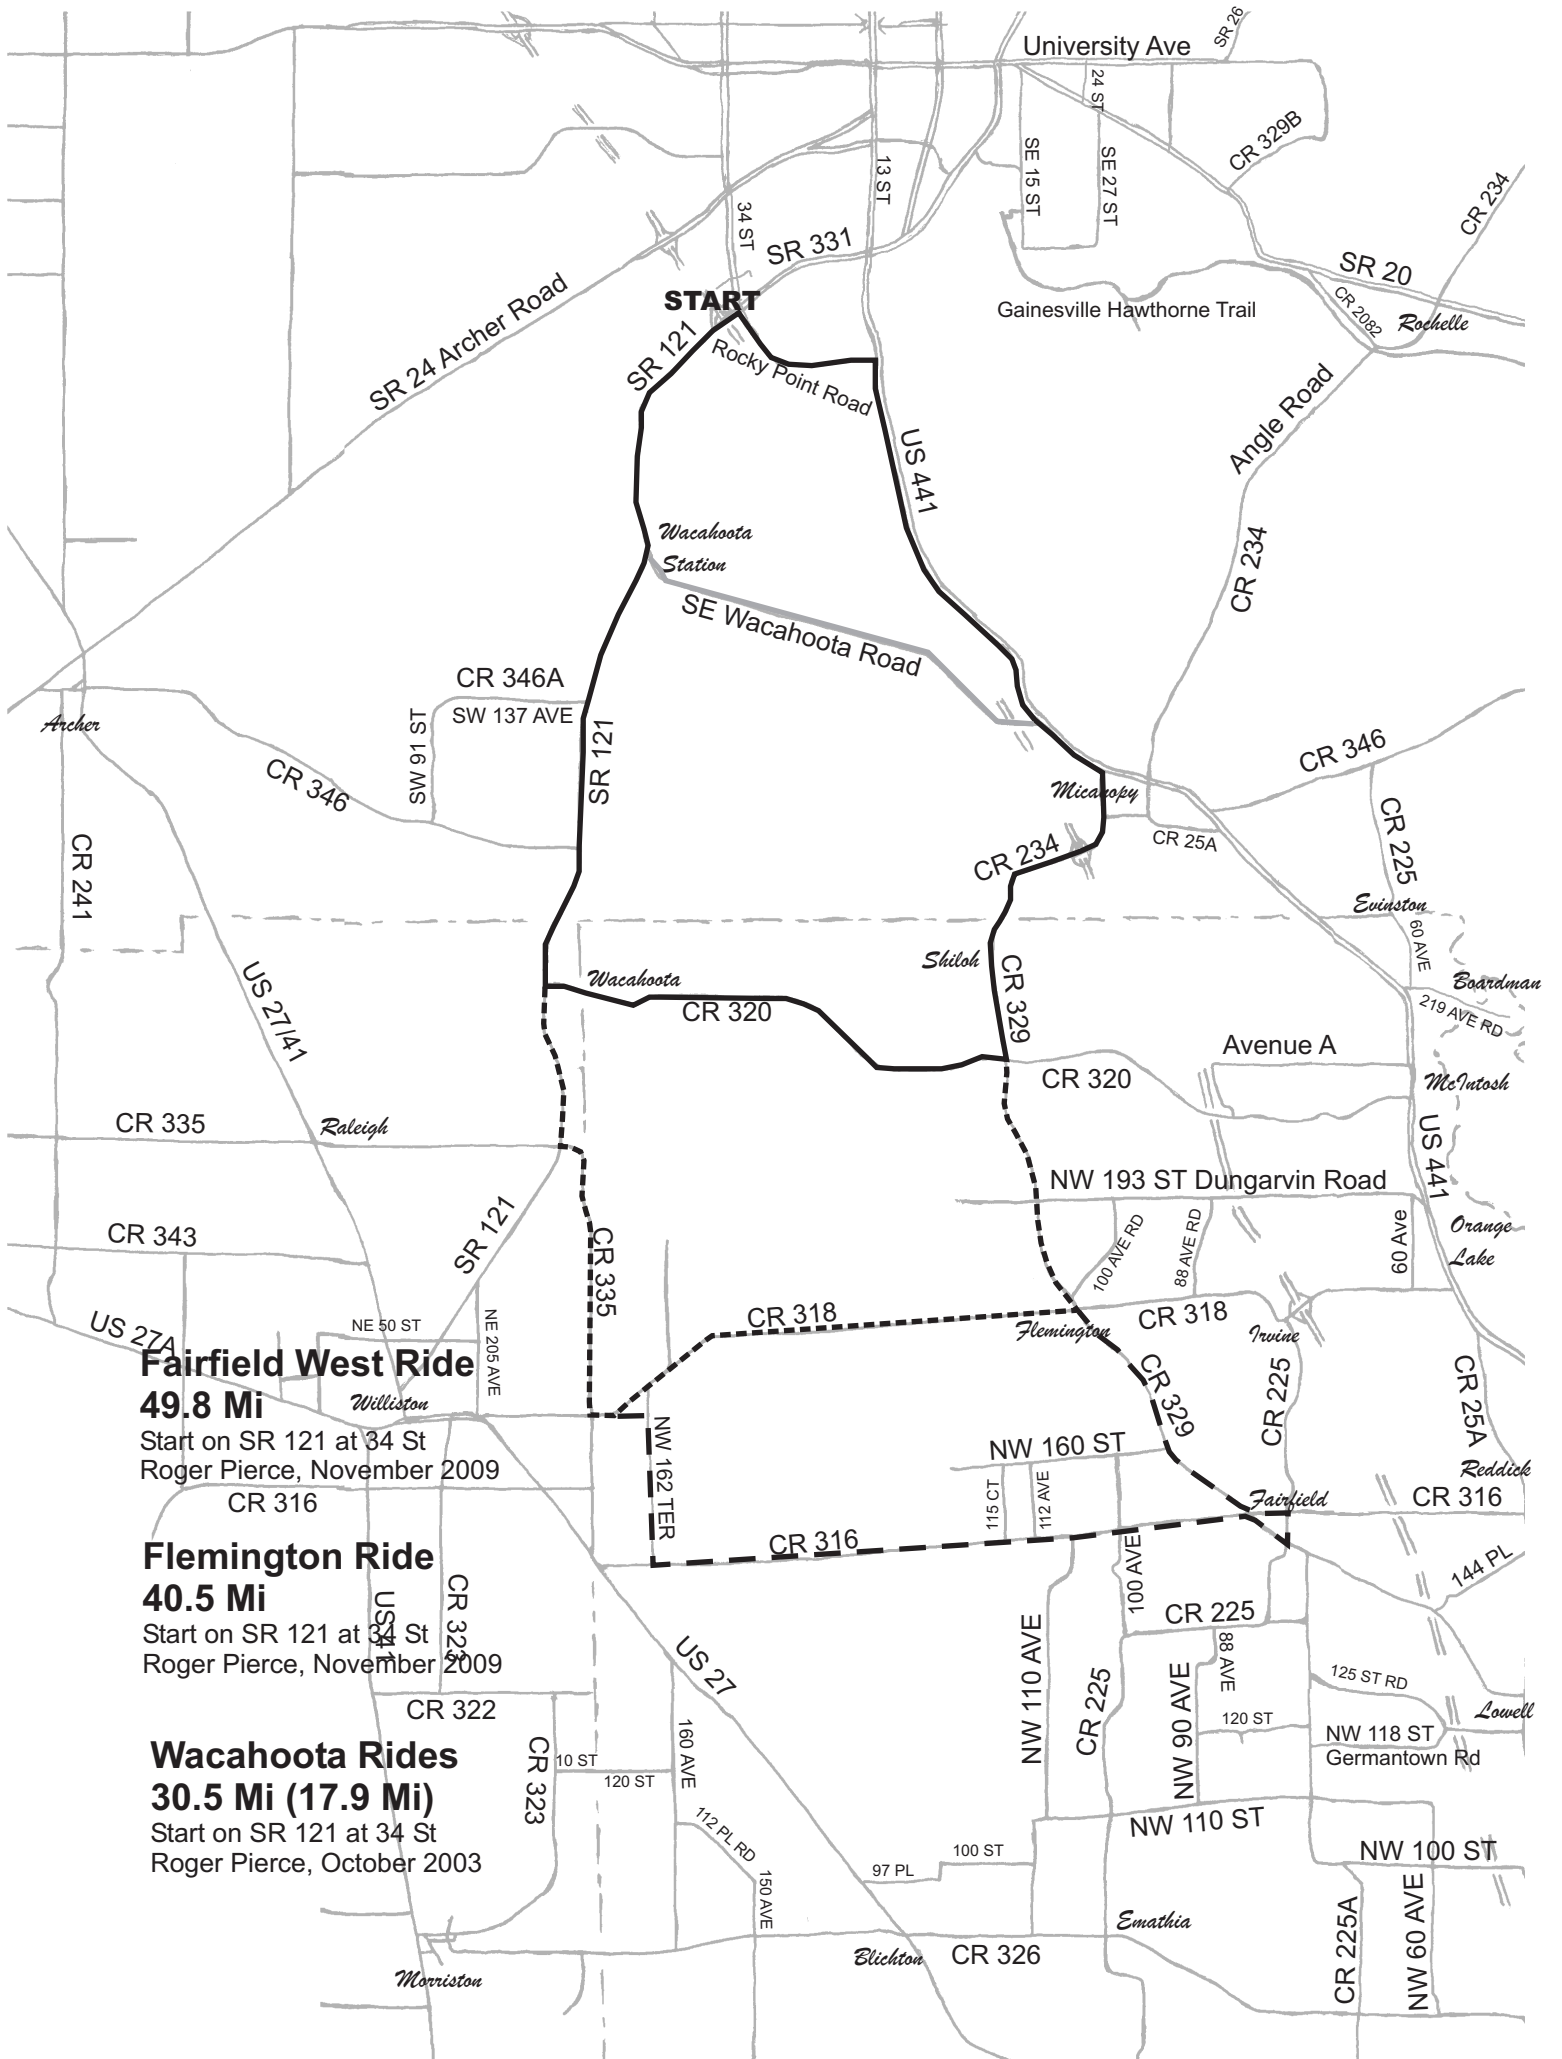 SR 26
University Ave
24 ST
CR 329B
SE 15 ST
SE 27 ST
13 ST
CR 234
34 ST
SR 331
SR 20
START
Gainesville Hawthorne Trail
CR 2082
Rochelle
SR 24 Archer Road
SR 121
Rocky Point Road
Angle Road
US 441
Wacahoota
Station
CR 234
SE Wacahoota Road
CR 346A
SW 137 AVE
Archer
SW 91 ST
SR 121
CR 346
CR 346
Micanopy
CR 25A
CR 225
CR 241
CR 234
Evinston
60 AVE
US 27/41
Shiloh
Wacahoota
CR 329
Boardman
219 AVE RD
CR 320
Avenue A
CR 320
McIntosh
CR 335
Raleigh
US 441
NW 193 ST Dungarvin Road
CR 343
SR 121
CR 335
100 AVE RD
88 AVE RD
60 Ave
Orange
Lake
US 27A
NE 50 ST
NE 205 AVE
CR 318
CR 318
Flemington
Irvine
Fairfield West Ride
49.8 Mi
Start on SR 121 at 34 St
Roger Pierce, November 2009
Williston
CR 329
CR 225
CR 25A
NW 162 TER
NW 160 ST
Reddick
CR 316
115 CT
112 AVE
Fairfield
CR 316
CR 316
Flemington Ride
40.5 Mi
Start on SR 121 at 34 St
Roger Pierce, November 2009
US 41
CR 323
100 AVE
144 PL
CR 225
88 AVE
US 27
NW 110 AVE
CR 225
NW 90 AVE
125 ST RD
CR 322
Lowell
120 ST
NW 118 ST
Germantown Rd
Wacahoota Rides
30.5 Mi (17.9 Mi)
Start on SR 121 at 34 St
Roger Pierce, October 2003
CR 323
10 ST
120 ST
160 AVE
112 PL RD
NW 110 ST
100 ST
97 PL
150 AVE
NW 100 ST
CR 225A
NW 60 AVE
Emathia
Blichton
CR 326
Morriston